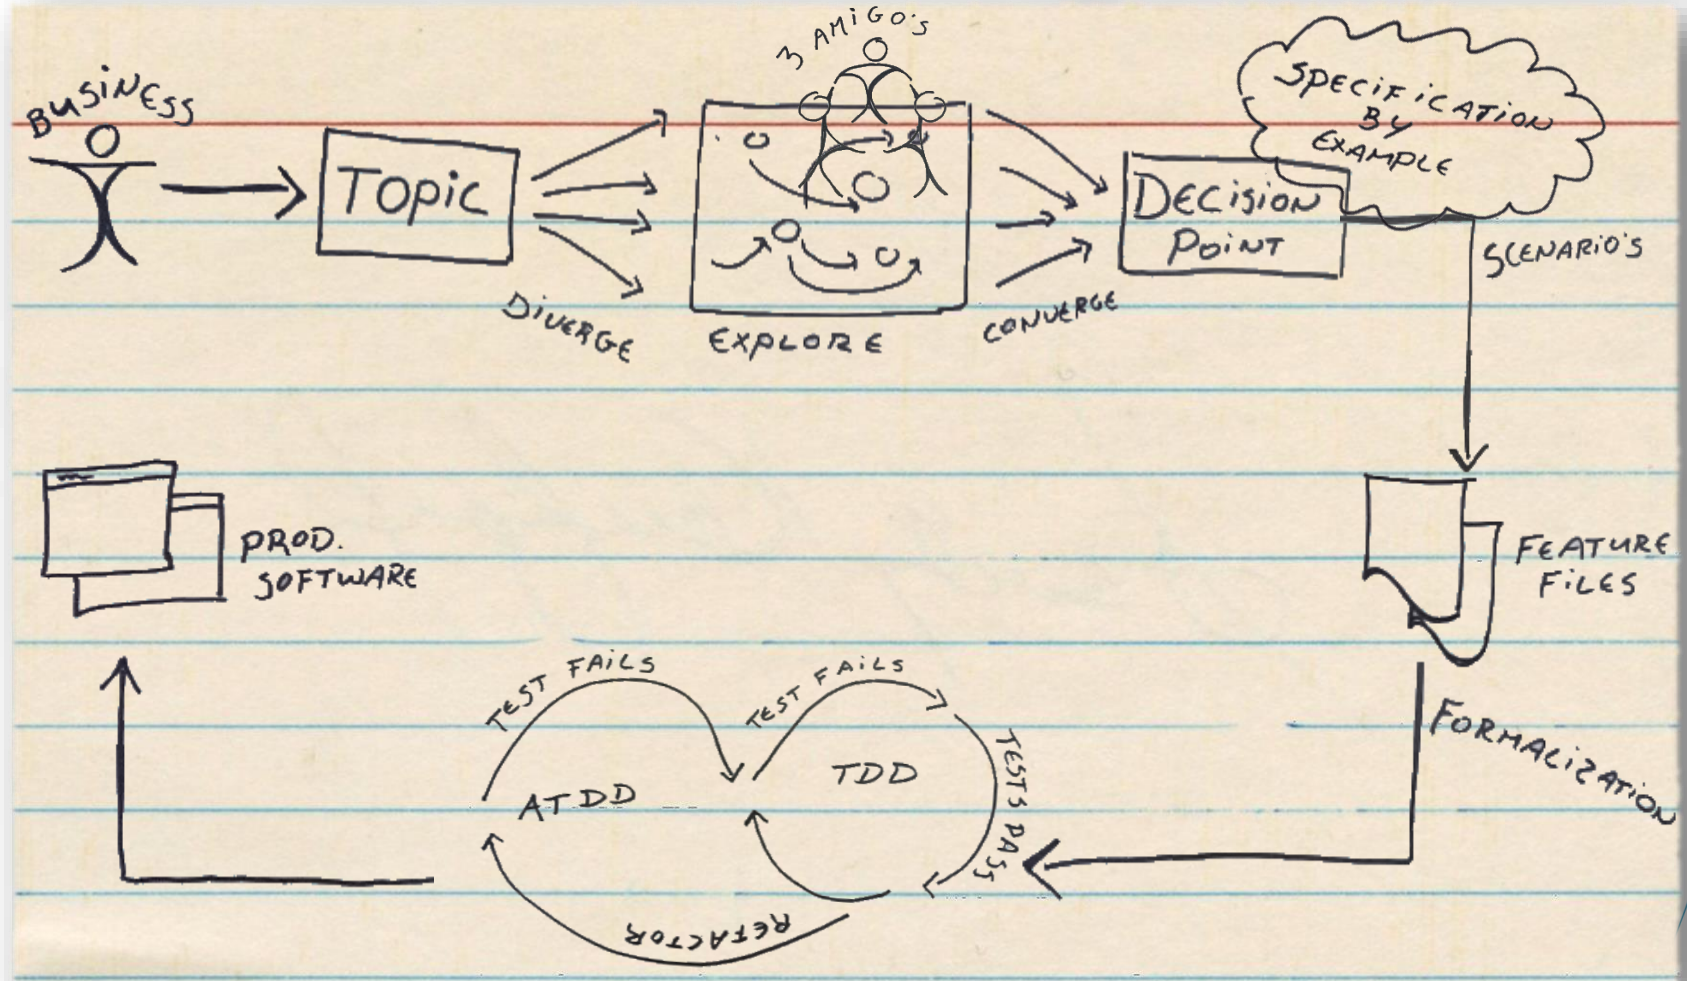 3 AMIGO'S
BUSINESS
TOPIC
DIVERGE
EXPLORE
CONVERGE
DECISION
POINT
SPECIFICATION
BY
EXAMPLE
SCENARIO'S
FEATURE
FILES
FORMALIZATION
TEST FAILS
ATDD
TEST FAILS
TDD
TESTS PASS
REFACTOR
PROD.
SOFTWARE